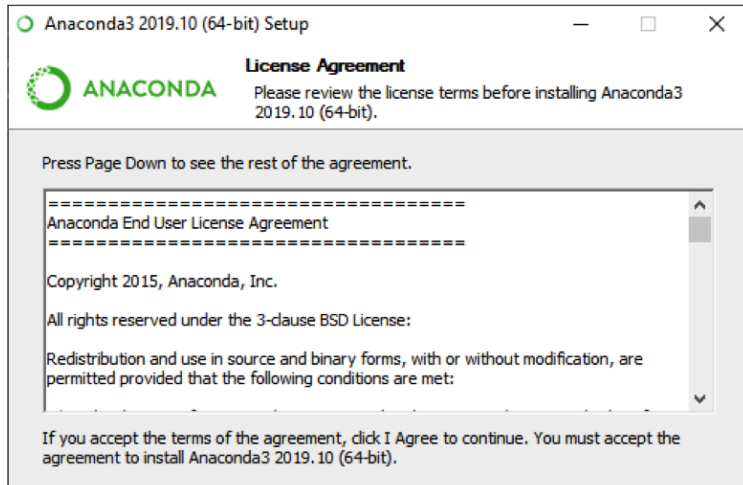 Anaconda3 2019.10 (64-bit) Setup
ANACONDA
License Agreement
Please review the license terms before installing Anaconda3
2019.10 (64-bit).
Press Page Down to see the rest of the agreement.
===================================
Anaconda End User License Agreement
===================================
Copyright 2015, Anaconda, Inc.
All rights reserved under the 3-clause BSD License:
Redistribution and use in source and binary forms, with or without modification, are
permitted provided that the following conditions are met:
If you accept the terms of the agreement, click I Agree to continue. You must accept the
agreement to install Anaconda3 2019.10 (64-bit).